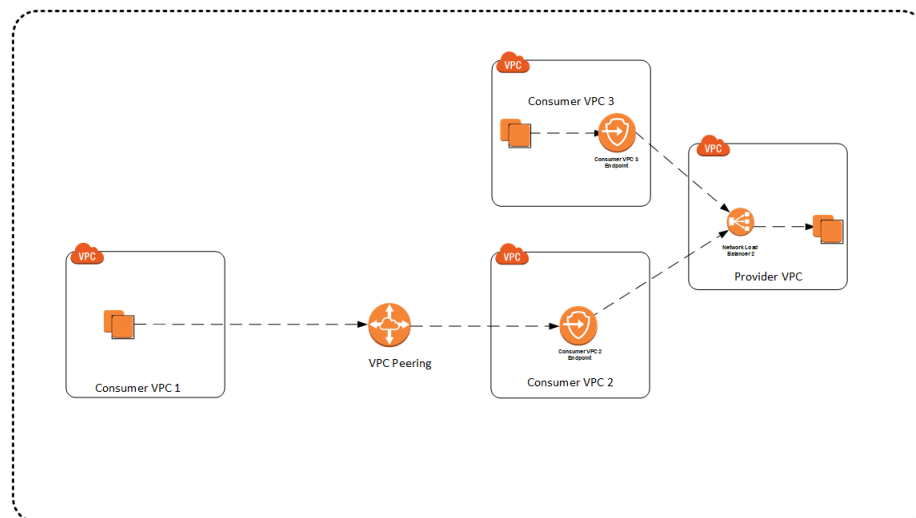 VPC
Consumer VPC 3
Consumer VPC 3
Endpoint
VPC
Network Load
Balancer 2
Provider VPC
VPC
Consumer VPC 1
VPC Peering
VPC
Consumer VPC 2
Endpoint
Consumer VPC 2